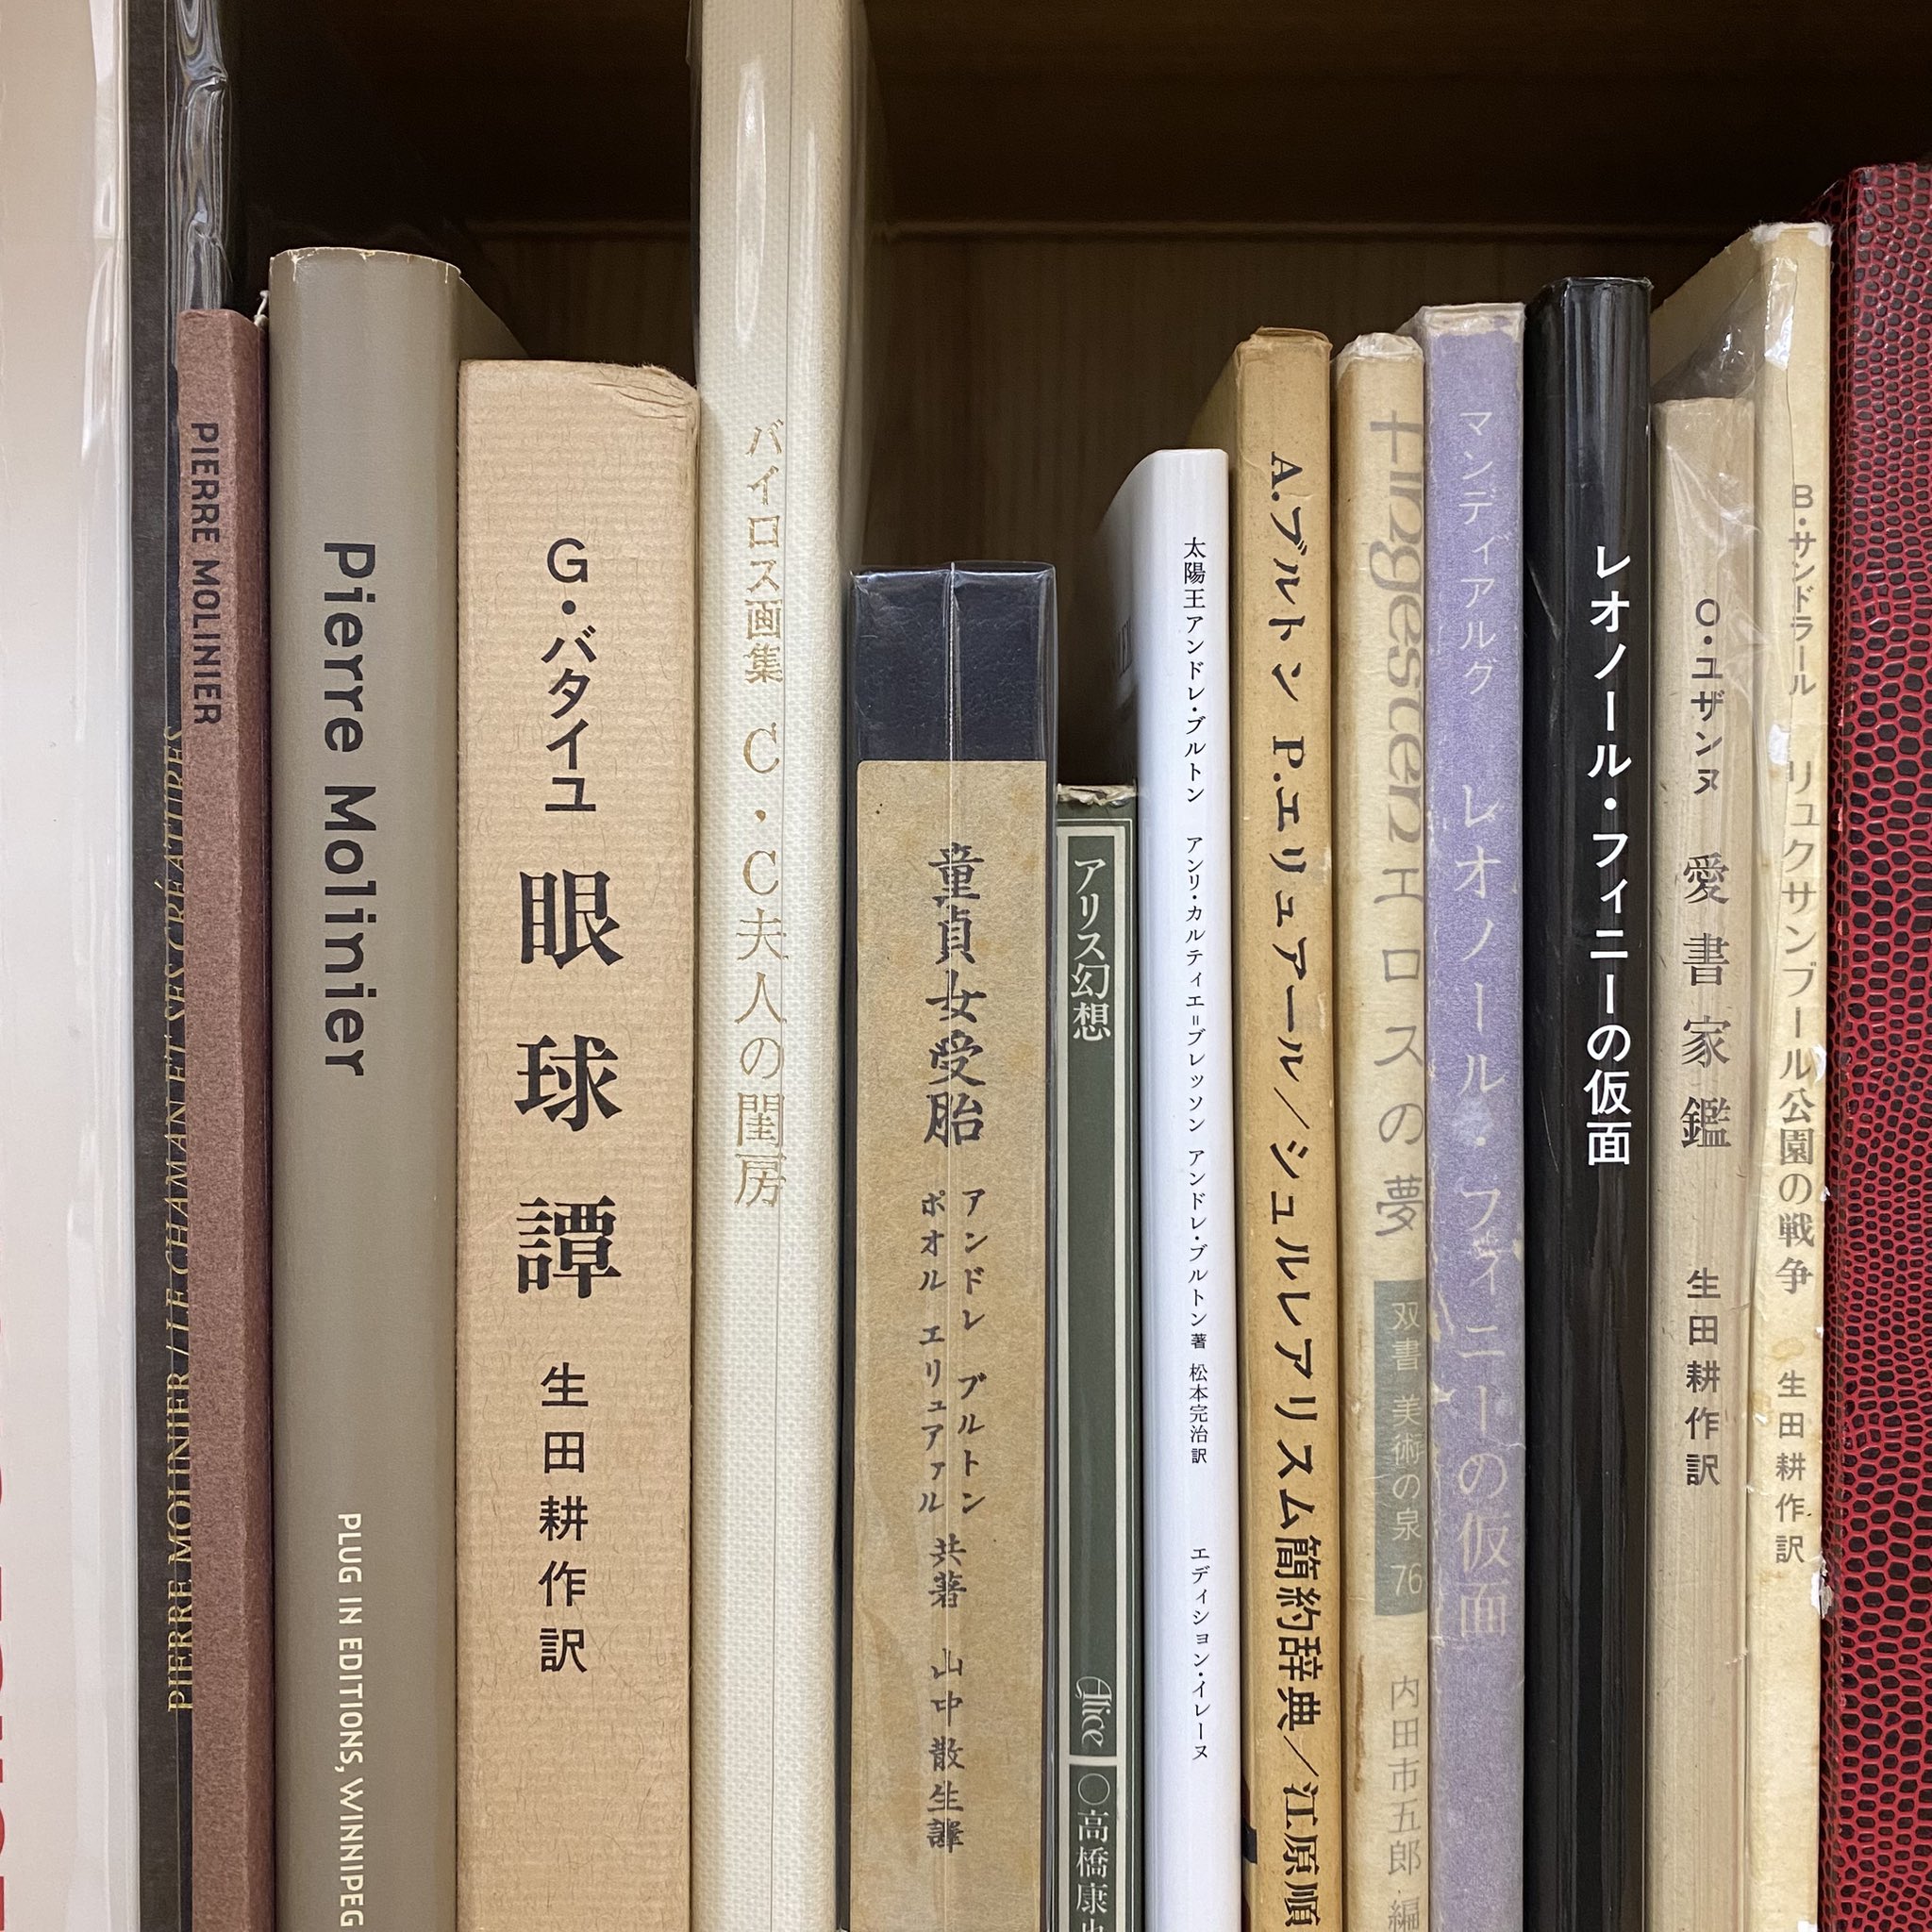 PIERRE MOLINIER / LE CHAMAN ET SES CRÉATURES
PIERRE MOLINIER
Pierre Molinier
PLUG IN EDITIONS, WINNIPEG
G・バタイユ 眼球譚 生田耕作訳
バイロス画集 C・C夫人の閨房
童貞女受胎
アンドレ ブルトン
ポオル エリュアァル
共著
山中散生譯
アリス幻想
Alice
〇高橋康也
太陽王アンドレ・ブルトン アンリ・カルティエ=ブレッソン アンドレ・ブルトン 著 松本完治 訳
エディション・イレーヌ
A.ブルトン P.エリュアール/シュルレアリスム簡約辞典/江原順
エロスの夢
双書 美術の泉 76
内田市五郎 編
マンディアルグ レオノール・フィニーの仮面
レオノール・フィニーの仮面
O・ユザンヌ 愛書家鑑 生田耕作訳
B・サンドラール リュクサンブール公園の戦争 生田耕作訳